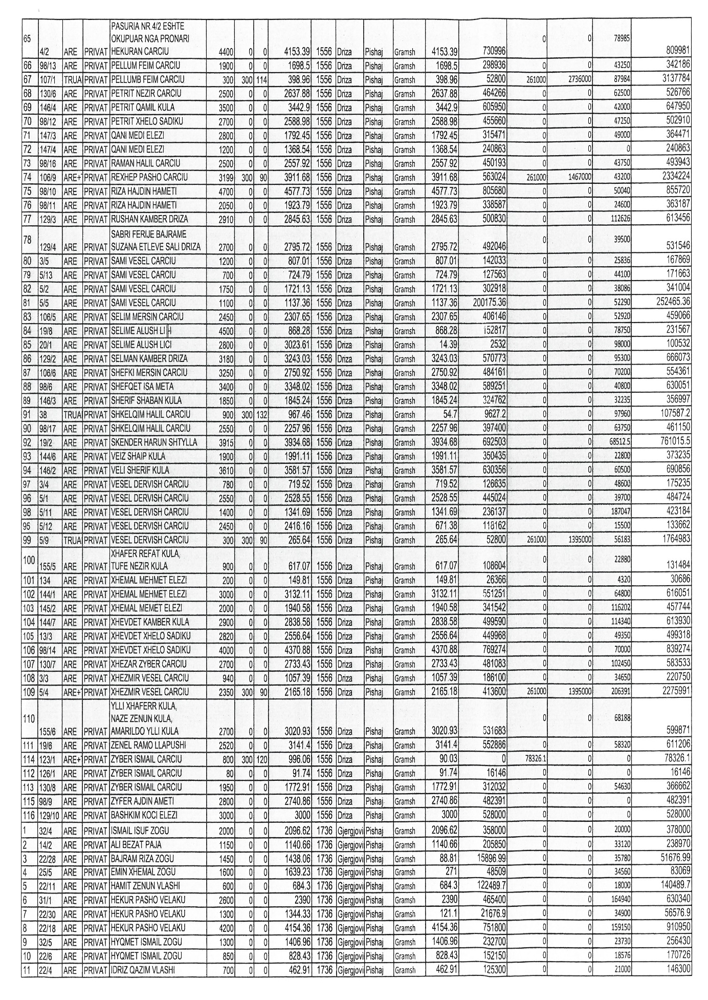 PASURIA NR.4/2 ESHTE
OKUPUAR NGA PRONARI
65 4/2 ARE PRIVAT HEKURAN CARCIU 4400 0 0 4153.39 1556 Driza Pishaj Gramsh 4153.39 730996 0 0 78985 809981
66 98/13 ARE PRIVAT PELLUM FEIM CARCIU 1900 0 0 1698.5 1556 Driza Pishaj Gramsh 1698.5 298936 0 0 43250 342186
67 107/1 TRUA PRIVAT PELLUMB FEIM CARCIU 300 300 114 398.96 1556 Driza Pishaj Gramsh 398.96 52800 261000 2736000 87984 3137784
68 130/6 ARE PRIVAT PETRIT NEZIR CARCIU 2500 0 0 2637.88 1556 Driza Pishaj Gramsh 2637.88 464266 0 0 62500 526766
69 146/4 ARE PRIVAT PETRIT QAMIL KULA 3500 0 0 3442.9 1556 Driza Pishaj Gramsh 3442.9 605950 0 0 42000 647950
70 98/12 ARE PRIVAT PETRIT XHELO SADIKU 2700 0 0 2588.98 1556 Driza Pishaj Gramsh 2588.98 455660 0 0 47250 502910
71 147/3 ARE PRIVAT QANI MEDI ELEZI 2800 0 0 1792.45 1556 Driza Pishaj Gramsh 1792.45 315471 0 0 49000 364471
72 147/4 ARE PRIVAT QANI MEDI ELEZI 1200 0 0 1368.54 1556 Driza Pishaj Gramsh 1368.54 240863 0 0 0 240863
73 98/16 ARE PRIVAT RAMAN HALIL CARCIU 2500 0 0 2557.92 1556 Driza Pishaj Gramsh 2557.92 450193 0 0 43750 493943
74 106/9 ARE+ PRIVAT REXHEP PASHO CARCIU 3199 300 90 3911.68 1556 Driza Pishaj Gramsh 3911.68 563024 261000 1467000 43200 2334224
75 98/10 ARE PRIVAT RIZA HAJDIN HAMETI 4700 0 0 4577.73 1556 Driza Pishaj Gramsh 4577.73 805680 0 0 50040 855720
76 98/11 ARE PRIVAT RIZA HAJDIN HAMETI 2050 0 0 1923.79 1556 Driza Pishaj Gramsh 1923.79 338587 0 0 24600 363187
77 129/3 ARE PRIVAT RUSHAN KAMBER DRIZA 2910 0 0 2845.63 1556 Driza Pishaj Gramsh 2845.63 500830 0 0 112626 613456
SABRI FERIJE BAJRAME
78 129/4 ARE PRIVAT SUZANA ETLEVE SALI DRIZA 2700 0 0 2795.72 1556 Driza Pishaj Gramsh 2795.72 492046 0 0 39500 531546
80 3/5 ARE PRIVAT SAMI VESEL CARCIU 1200 0 0 807.01 1556 Driza Pishaj Gramsh 807.01 142033 0 0 25836 167869
79 5/13 ARE PRIVAT SAMI VESEL CARCIU 700 0 0 724.79 1556 Driza Pishaj Gramsh 724.79 127563 0 0 44100 171663
82 5/2 ARE PRIVAT SAMI VESEL CARCIU 1750 0 0 1721.13 1556 Driza Pishaj Gramsh 1721.13 302918 0 0 38086 341004
81 5/5 ARE PRIVAT SAMI VESEL CARCIU 1100 0 0 1137.36 1556 Driza Pishaj Gramsh 1137.36 200175.36 0 0 52290 252465.36
83 106/5 ARE PRIVAT SELIM MERSIN CARCIU 2450 0 0 2307.65 1556 Driza Pishaj Gramsh 2307.65 406146 0 0 52920 459066
84 19/8 ARE PRIVAT SELIME ALUSH 4500 0 0 868.28 1556 Driza Pishaj Gramsh 868.28 152817 0 0 78750 231567
85 20/1 ARE PRIVAT SELIME ALUSH LICI 2800 0 0 3023.61 1556 Driza Pishaj Gramsh 14.39 2532 0 0 98000 100532
86 129/2 ARE PRIVAT SELMAN KAMBER DRIZA 3180 0 0 3243.03 1556 Driza Pishaj Gramsh 3243.03 570773 0 0 95300 666073
87 106/6 ARE PRIVAT SHEFKI MERSIN CARCIU 3250 0 0 2750.92 1556 Driza Pishaj Gramsh 2750.92 484161 0 0 70200 554361
88 98/6 ARE PRIVAT SHEFQET ISA META 3400 0 0 3348.02 1556 Driza Pishaj Gramsh 3348.02 589251 0 0 40800 630051
89 146/3 ARE PRIVAT SHERIF SHABAN KULA 1850 0 0 1845.24 1556 Driza Pishaj Gramsh 1845.24 324762 0 0 32235 356997
91 38 TRUA PRIVAT SHKELQIM HALIL CARCIU 900 300 132 967.46 1556 Driza Pishaj Gramsh 54.7 9627.2 0 0 97960 107587.2
90 98/17 ARE PRIVAT SHKELQIM HALIL CARCIU 2550 0 0 2257.96 1556 Driza Pishaj Gramsh 2257.96 397400 0 0 63750 461150
92 19/2 ARE PRIVAT SKENDER HARUN SHTYLLA 3915 0 0 3934.68 1556 Driza Pishaj Gramsh 3934.68 692503 0 0 68512.5 761015.5
93 144/6 ARE PRIVAT VEIZ SHAIP KULA 1900 0 0 1991.11 1556 Driza Pishaj Gramsh 1991.11 350435 0 0 22800 373235
94 146/2 ARE PRIVAT VELI SHERIF KULA 3610 0 0 3581.57 1556 Driza Pishaj Gramsh 3581.57 630356 0 0 60500 690856
97 3/4 ARE PRIVAT VESEL DERVISH CARCIU 780 0 0 719.52 1556 Driza Pishaj Gramsh 719.52 126635 0 0 48600 175235
96 5/1 ARE PRIVAT VESEL DERVISH CARCIU 2550 0 0 2528.55 1556 Driza Pishaj Gramsh 2528.55 445024 0 0 39700 484724
98 5/11 ARE PRIVAT VESEL DERVISH CARCIU 1400 0 0 1341.69 1556 Driza Pishaj Gramsh 1341.69 236137 0 0 187047 423184
95 5/12 ARE PRIVAT VESEL DERVISH CARCIU 2450 0 0 2416.16 1556 Driza Pishaj Gramsh 671.38 118162 0 0 15500 133662
99 5/9 TRUA PRIVAT VESEL DERVISH CARCIU 300 300 90 265.64 1556 Driza Pishaj Gramsh 265.64 52800 261000 1395000 56183 1764983
XHAFER REFAT KULA,
100 155/5 ARE PRIVAT TUFE NEZIR KULA 900 0 0 617.07 1556 Driza Pishaj Gramsh 617.07 108604 0 0 22880 131484
101 134 ARE PRIVAT XHEMAL MEHMET ELEZI 200 0 0 149.81 1556 Driza Pishaj Gramsh 149.81 26366 0 0 4320 30686
102 144/1 ARE PRIVAT XHEMAL MEHMET ELEZI 3000 0 0 3132.11 1556 Driza Pishaj Gramsh 3132.11 551251 0 0 64800 616051
103 145/2 ARE PRIVAT XHEMAL MEMET ELEZI 2000 0 0 1940.58 1556 Driza Pishaj Gramsh 1940.58 341542 0 0 116202 457744
104 144/7 ARE PRIVAT XHEVDET KAMBER KULA 2900 0 0 2838.58 1556 Driza Pishaj Gramsh 2838.58 499590 0 0 114340 613930
105 13/3 ARE PRIVAT XHEVDET XHELO SADIKU 2820 0 0 2556.64 1556 Driza Pishaj Gramsh 2556.64 449968 0 0 49350 499318
106 98/14 ARE PRIVAT XHEVDET XHELO SADIKU 4000 0 0 4370.88 1556 Driza Pishaj Gramsh 4370.88 769274 0 0 70000 839274
107 130/7 ARE PRIVAT XHEZAR ZYBER CARCIU 2700 0 0 2733.43 1556 Driza Pishaj Gramsh 2733.43 481083 0 0 102450 583533
108 3/3 ARE PRIVAT XHEZMIR VESEL CARCIU 940 0 0 1057.39 1556 Driza Pishaj Gramsh 1057.39 186100 0 0 34650 220750
109 5/4 ARE+ PRIVAT XHEZMIR VESEL CARCIU 2350 300 90 2165.18 1556 Driza Pishaj Gramsh 2165.18 413600 261000 1395000 206391 2275991
YLLI XHAFERR KULA,
NAZE ZENUN KULA,
110 155/6 ARE PRIVAT AMARILDO YLLI KULA 2700 0 0 3020.93 1556 Driza Pishaj Gramsh 3020.93 531683 0 0 68188 599871
111 19/6 ARE PRIVAT ZENEL RAMO LLAPUSHI 2520 0 0 3141.4 1556 Driza Pishaj Gramsh 3141.4 552886 0 0 58320 611206
114 123/1 ARE+ PRIVAT ZYBER ISMAIL CARCIU 800 300 120 996.06 1556 Driza Pishaj Gramsh 90.03 0 78326.1 0 0 78326.1
112 126/1 ARE PRIVAT ZYBER ISMAIL CARCIU 80 0 0 91.74 1556 Driza Pishaj Gramsh 91.74 16146 0 0 0 16146
113 130/8 ARE PRIVAT ZYBER ISMAIL CARCIU 1950 0 0 1772.91 1556 Driza Pishaj Gramsh 1772.91 312032 0 0 54630 366662
115 98/9 ARE PRIVAT ZYFER AJDIN AMETI 2800 0 0 2740.86 1556 Driza Pishaj Gramsh 2740.86 482391 0 0 0 482391
116 129/10 ARE PRIVAT BASHKIM KOCI ELEZI 3000 0 0 3000 1556 Driza Pishaj Gramsh 3000 528000 0 0 0 528000
1 32/4 ARE PRIVAT ISMAIL ISUF ZOGU 2000 0 0 2096.62 1736 Gjergjovi Pishaj Gramsh 2096.62 358000 0 0 20000 378000
2 14/2 ARE PRIVAT ALI BEZAT PAJA 1150 0 0 1140.66 1736 Gjergjovi Pishaj Gramsh 1140.66 205850 0 0 33120 238970
3 22/28 ARE PRIVAT BAJRAM RIZA ZOGU 1450 0 0 1438.06 1736 Gjergjovi Pishaj Gramsh 88.81 15896.99 0 0 35780 51676.99
4 25/5 ARE PRIVAT EMIN XHEMAL ZOGU 1600 0 0 1639.23 1736 Gjergjovi Pishaj Gramsh 271 48509 0 0 34560 83069
5 22/11 ARE PRIVAT HAMIT ZENUN VLASHI 600 0 0 684.3 1736 Gjergjovi Pishaj Gramsh 684.3 122489.7 0 0 18000 140489.7
6 31/1 ARE PRIVAT HEKUR PASHO VELAKU 2600 0 0 2390 1736 Gjergjovi Pishaj Gramsh 2390 465400 0 0 164940 630340
7 22/30 ARE PRIVAT HEKUR PASHO VELAKU 1300 0 0 1344.33 1736 Gjergjovi Pishaj Gramsh 121.1 21676.9 0 0 34900 56576.9
8 22/18 ARE PRIVAT HEKUR PASHO VELAKU 4200 0 0 4154.36 1736 Gjergjovi Pishaj Gramsh 4154.36 751800 0 0 159150 910950
9 32/5 ARE PRIVAT HYQMET ISMAIL ZOGU 1300 0 0 1406.96 1736 Gjergjovi Pishaj Gramsh 1406.96 232700 0 0 23730 256430
10 22/6 ARE PRIVAT HYQMET ISMAIL ZOGU 850 0 0 828.43 1736 Gjergjovi Pishaj Gramsh 828.43 152150 0 0 18576 170726
11 22/4 ARE PRIVAT IDRIZ QAZIM VLASHI 700 0 0 462.91 1736 Gjergjovi Pishaj Gramsh 462.91 125300 0 0 21000 146300